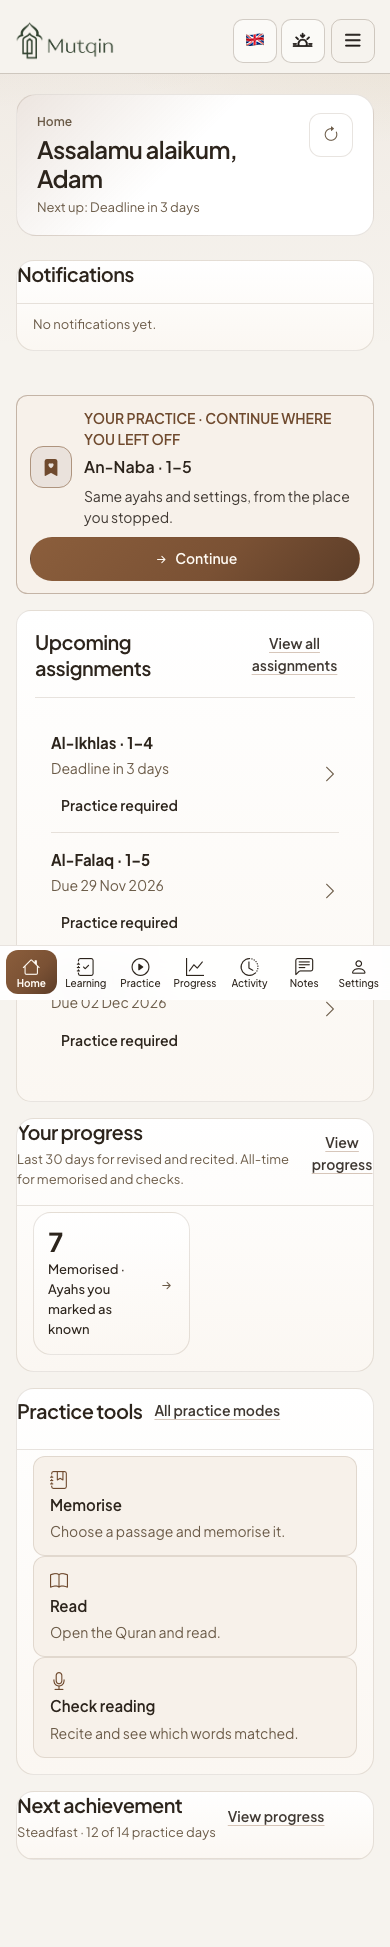 Mutqin
Home
Assalamu alaikum,
Adam
Next up: Deadline in 3 days
Notifications
No notifications yet.
YOUR PRACTICE · CONTINUE WHERE
YOU LEFT OFF
An-Naba · 1–5
Same ayahs and settings, from the place
you stopped.
→ Continue
Upcoming
assignments
View all
assignments
Al-Ikhlas · 1–4
Deadline in 3 days
Practice required
Al-Falaq · 1–5
Due 29 Nov 2026
Practice required
Home
Learning
Practice
Progress
Activity
Notes
Settings
Due 02 Dec 2026
Practice required
Your progress
Last 30 days for revised and recited. All-time
for memorised and checks.
View
progress
7
Memorised ·
Ayahs you
marked as
known
→
Practice tools
All practice modes
Memorise
Choose a passage and memorise it.
Read
Open the Quran and read.
Check reading
Recite and see which words matched.
Next achievement
Steadfast · 12 of 14 practice days
View progress